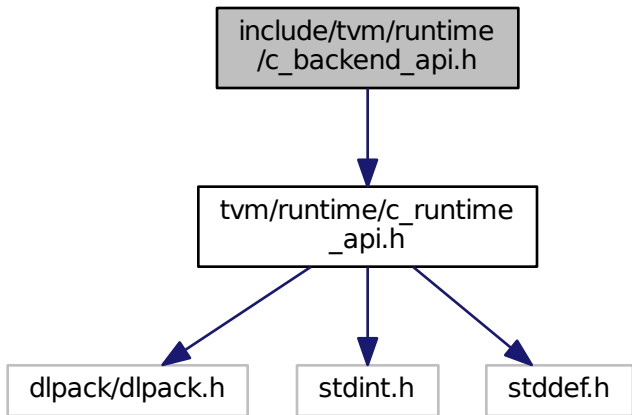 include/tvm/runtime
/c_backend_api.h
tvm/runtime/c_runtime
_api.h
dlpack/dlpack.h
stdint.h
stddef.h